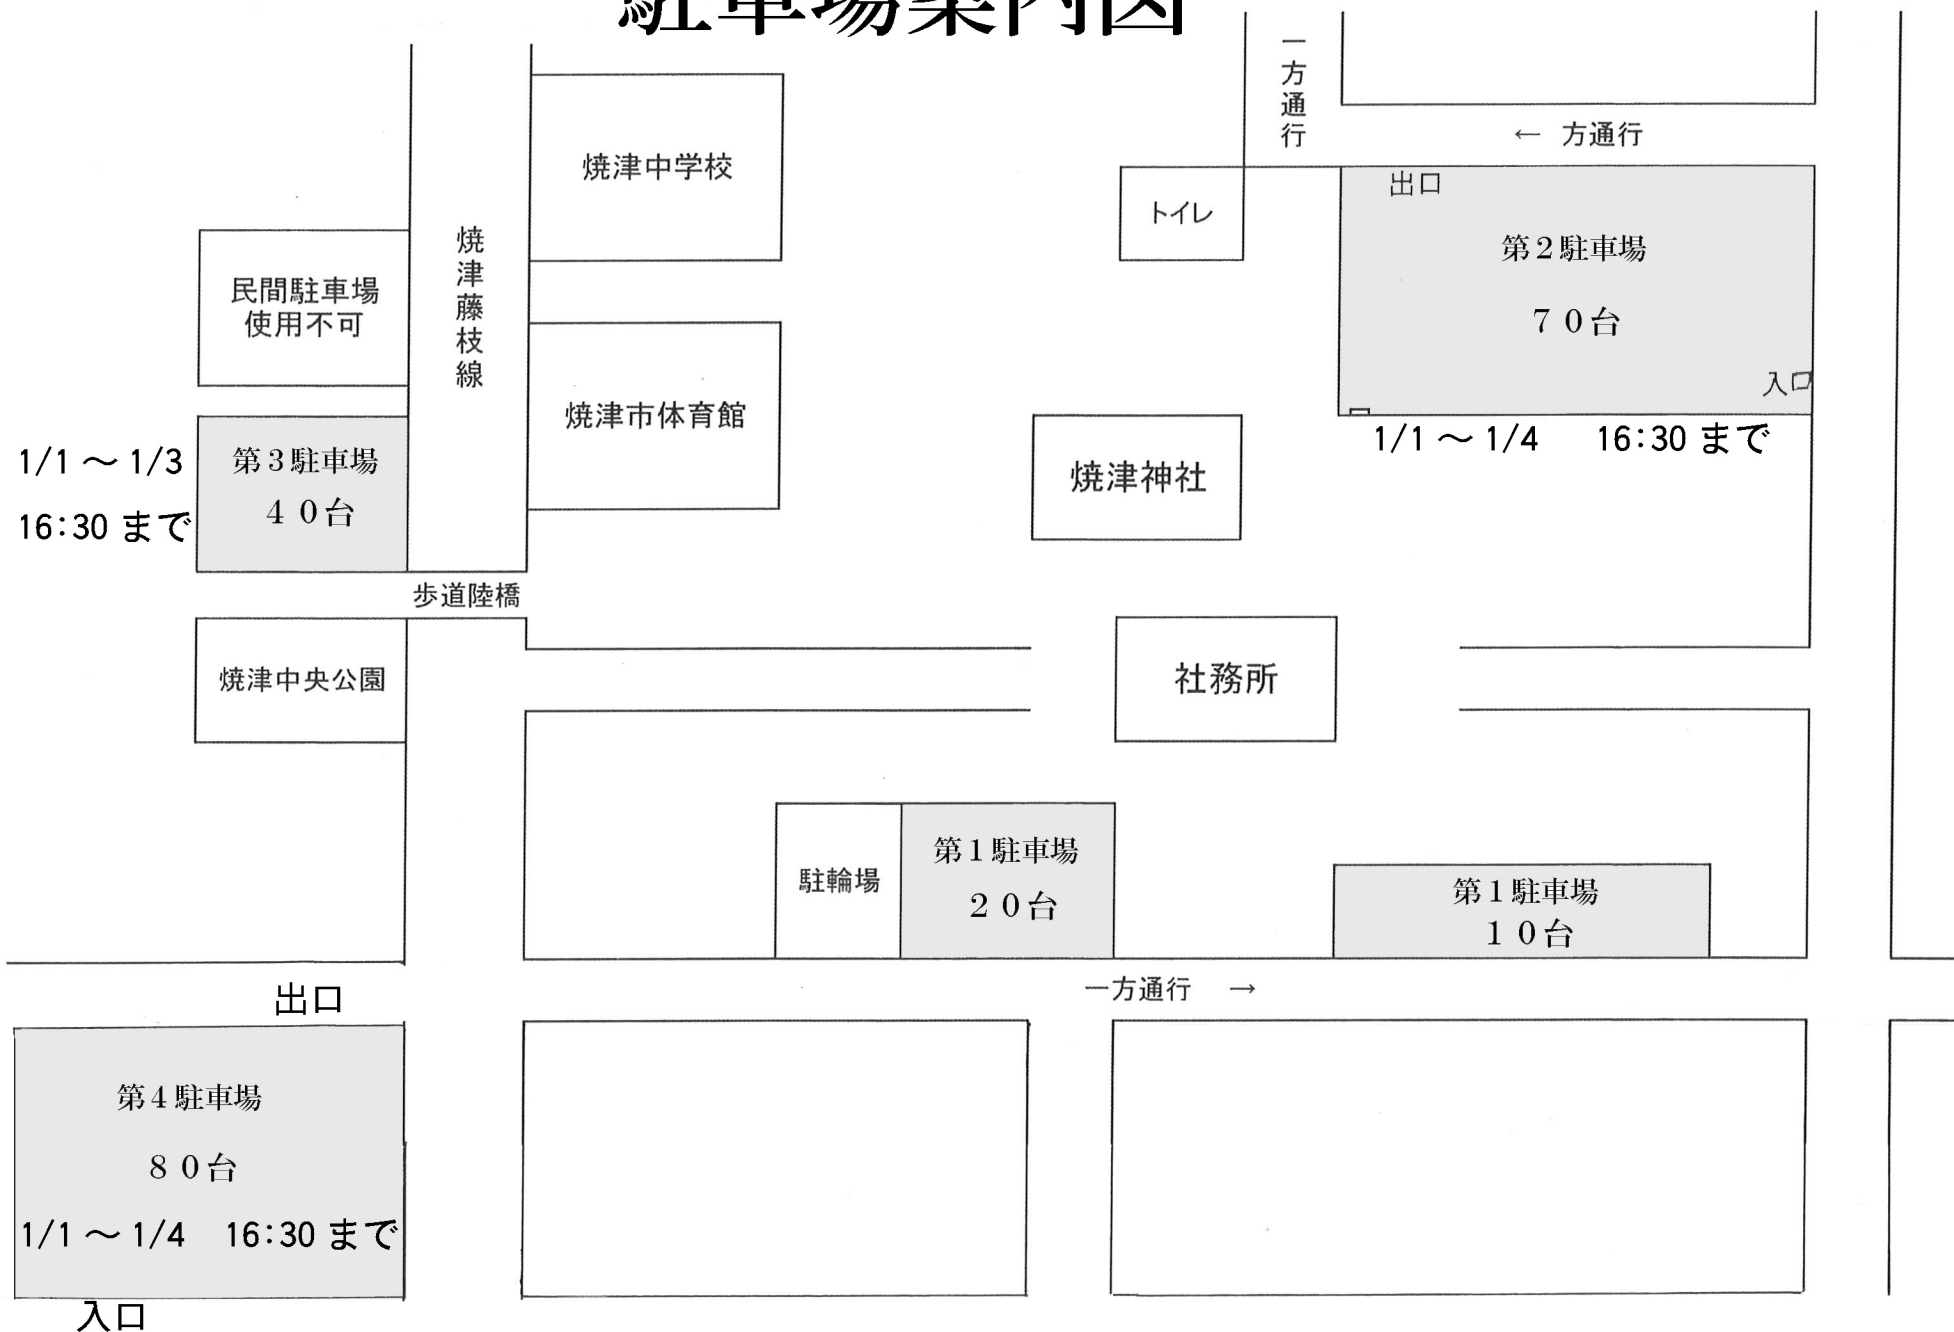 駐車場案内図
一方通行
← 方通行
焼津中学校
出口
トイレ
第2駐車場
70台
入口
1/1～1/4 16:30まで
焼津藤枝線
民間駐車場
使用不可
焼津市体育館
1/1～1/3
16:30まで
第3駐車場
40台
焼津神社
歩道陸橋
焼津中央公園
社務所
駐輪場
第1駐車場
20台
第1駐車場
10台
一方通行 →
出口
第4駐車場
80台
1/1～1/4 16:30まで
入口